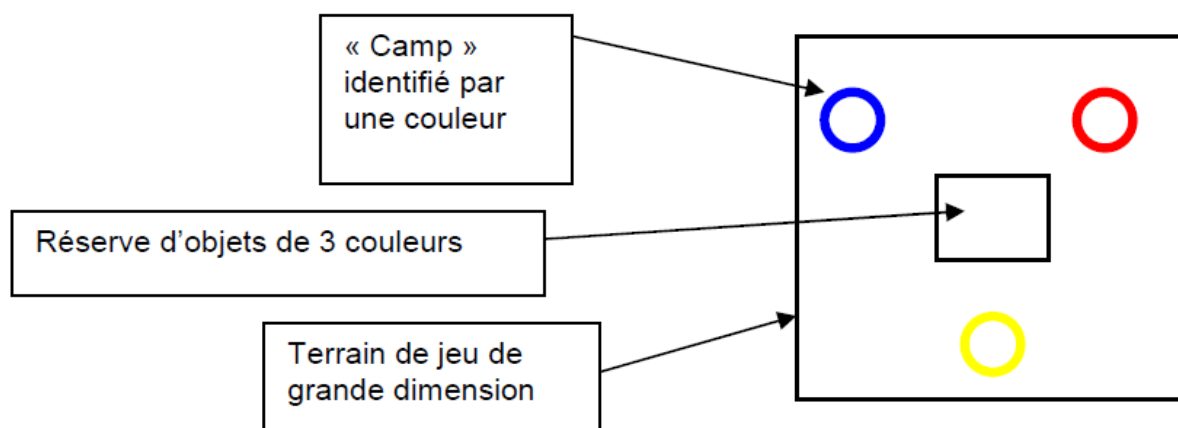 « Camp »
identifié par
une couleur
Réserve d’objets de 3 couleurs
Terrain de jeu de
grande dimension